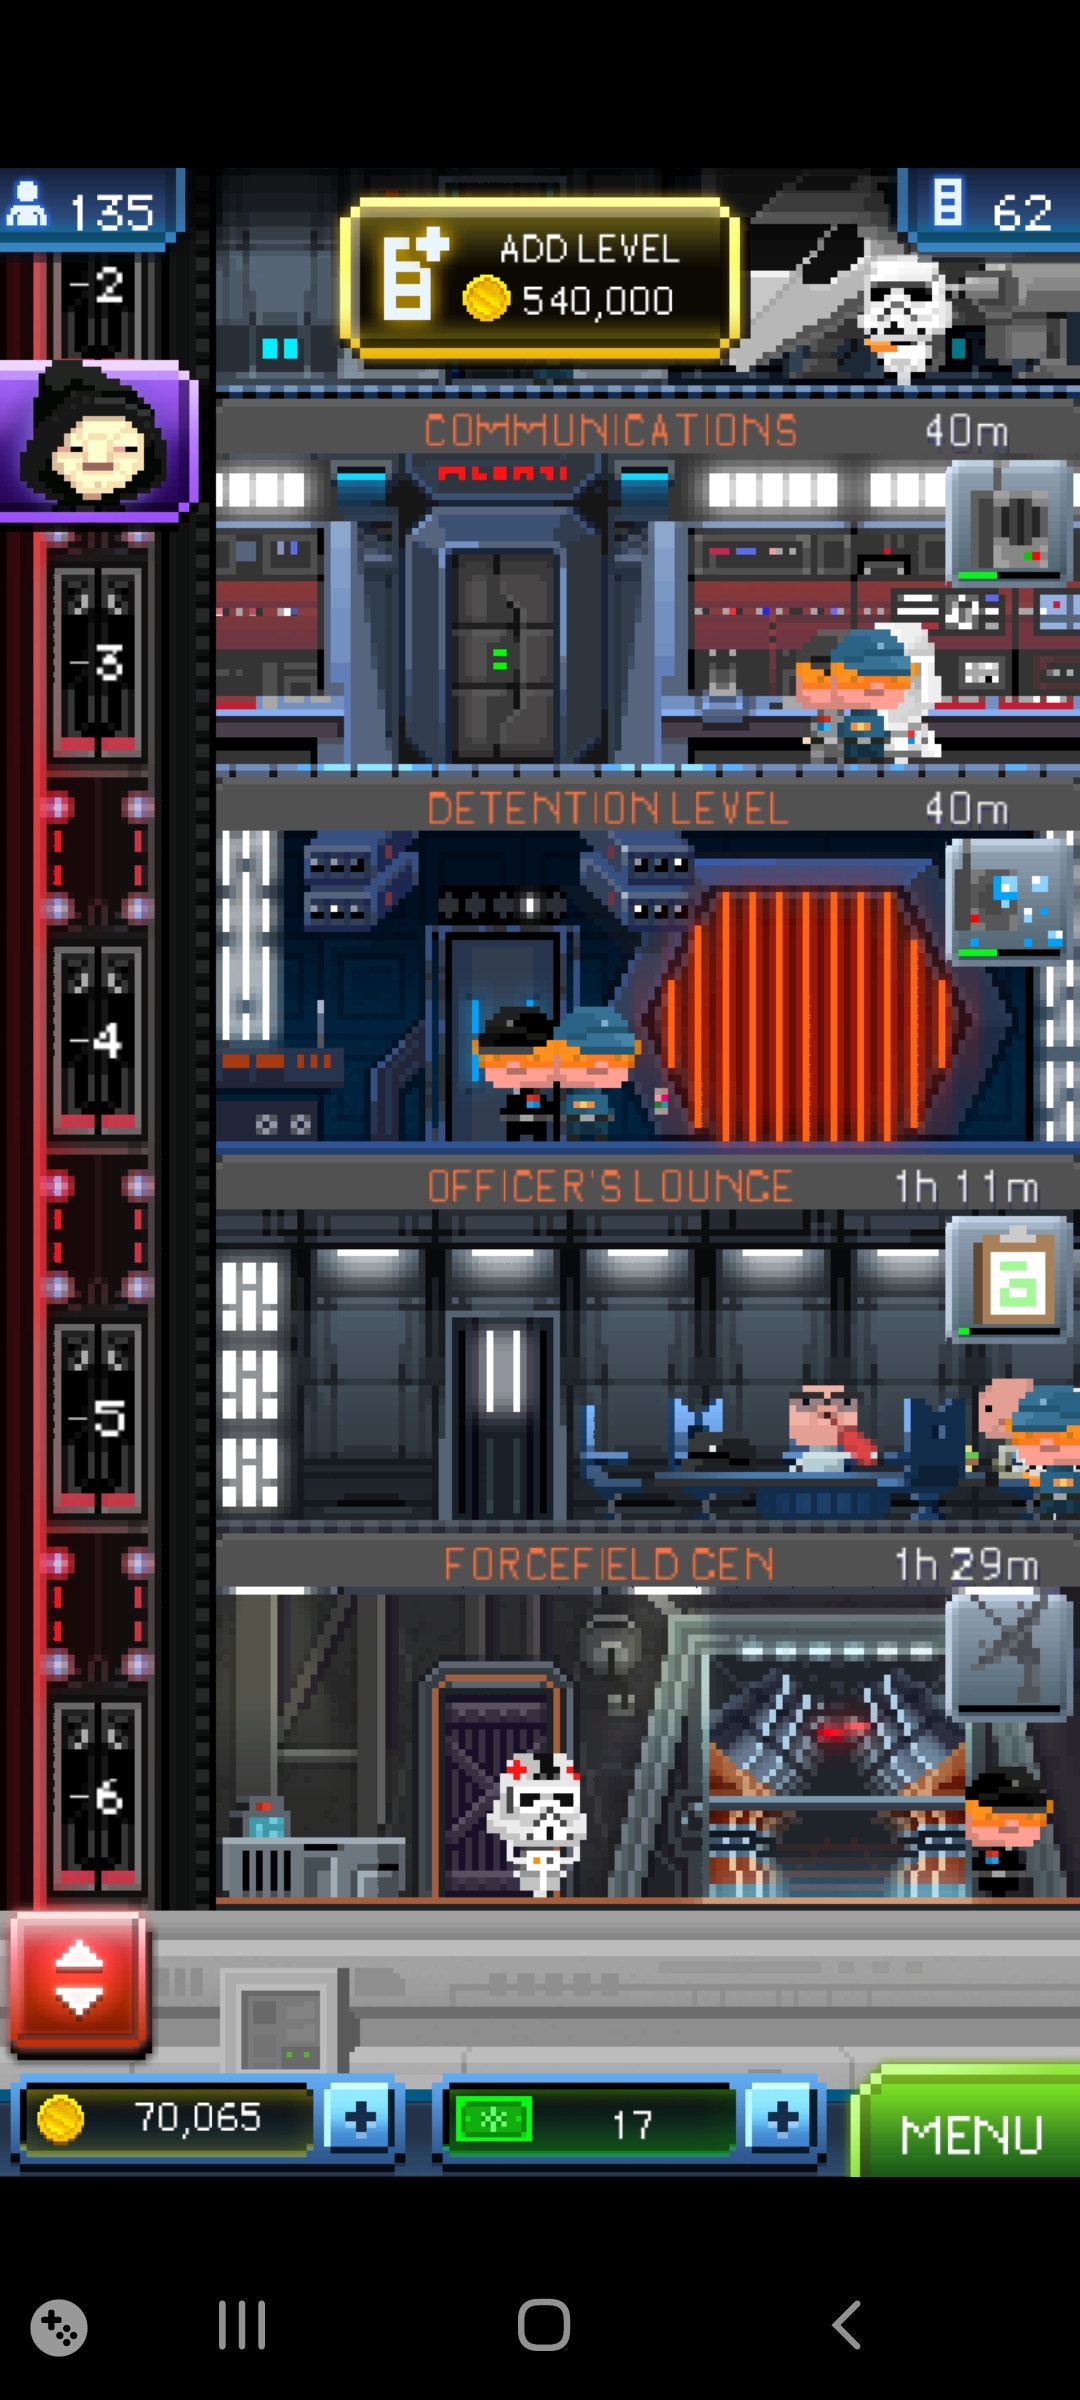 135
62
ADD LEVEL
540,000
-2
COMMUNICATIONS 40m
-3
DETENTION LEVEL 40m
-4
OFFICER'S LOUNGE 1h 11m
-5
FORCEFIELD GEN 1h 29m
-6
70,065
17
MENU